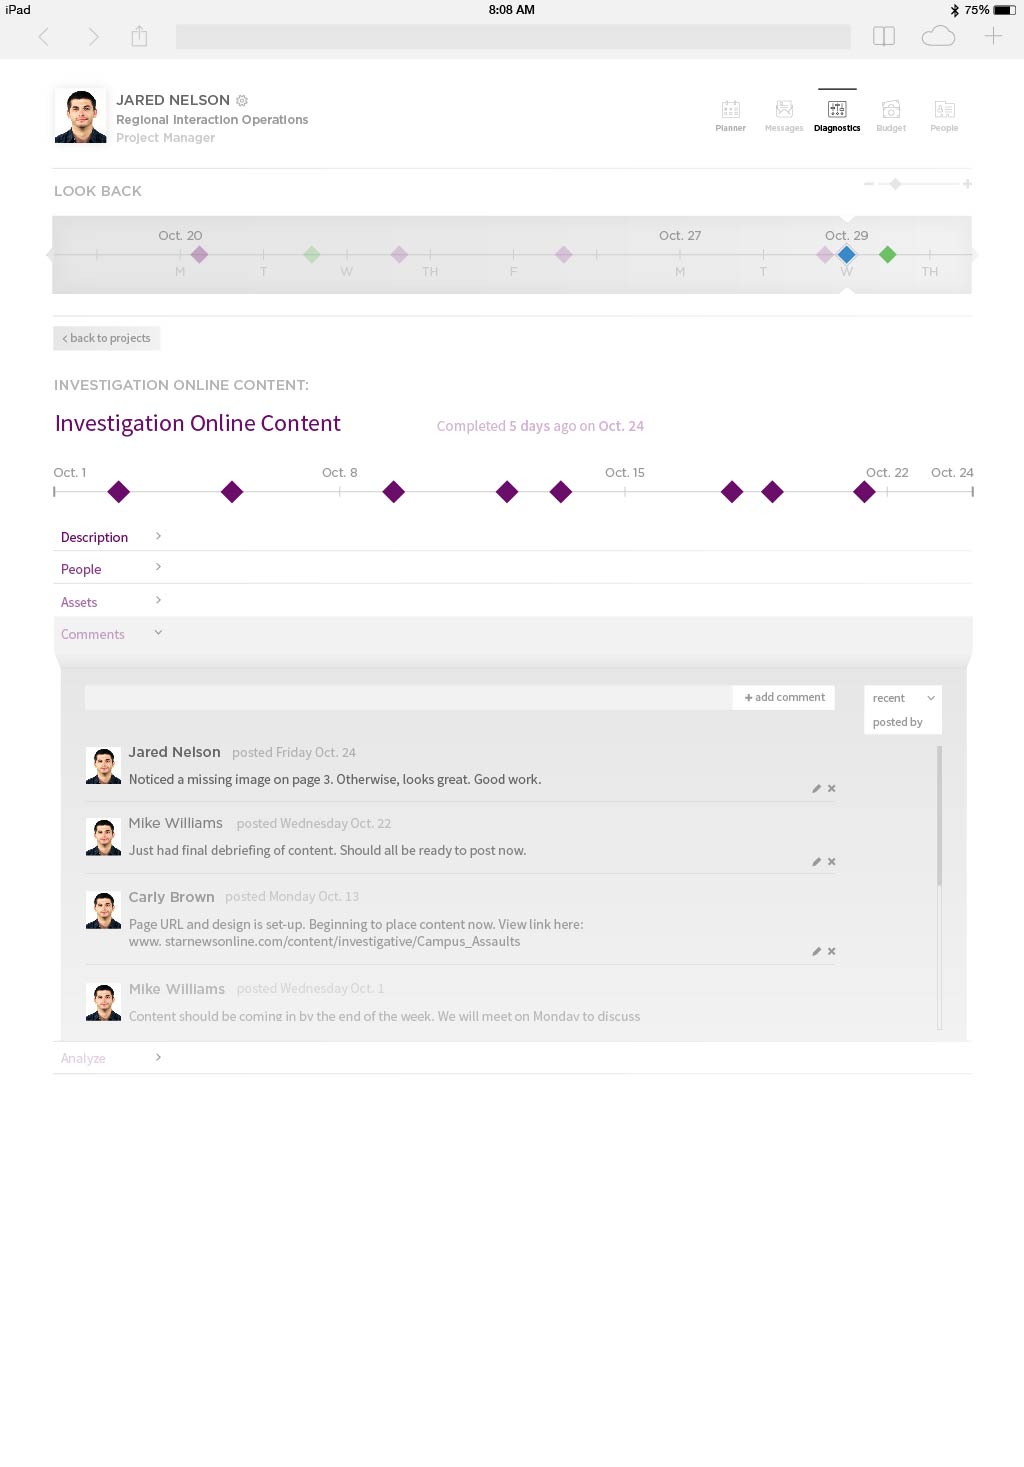 iPad
8:08 AM
75%
JARED NELSON
Regional Interaction Operations
Project Manager
Planner
Messages
Diagnostics
Budget
People
LOOK BACK
Oct. 20
Oct. 27
Oct. 29
M
T
W
TH
F
M
T
W
TH
< back to projects
INVESTIGATION ONLINE CONTENT:
Investigation Online Content
Completed 5 days ago on Oct. 24
Oct. 1
Oct. 8
Oct. 15
Oct. 22
Oct. 24
Description
People
Assets
Comments
+ add comment
recent
posted by
Jared Nelson posted Friday Oct. 24
Noticed a missing image on page 3. Otherwise, looks great. Good work.
Mike Williams posted Wednesday Oct. 22
Just had final debriefing of content. Should all be ready to post now.
Carly Brown posted Monday Oct. 13
Page URL and design is set-up. Beginning to place content now. View link here:
www. starnewsonline.com/content/investigative/Campus_Assaults
Mike Williams posted Wednesday Oct. 1
Content should be coming in by the end of the week. We will meet on Monday to discuss
Analyze